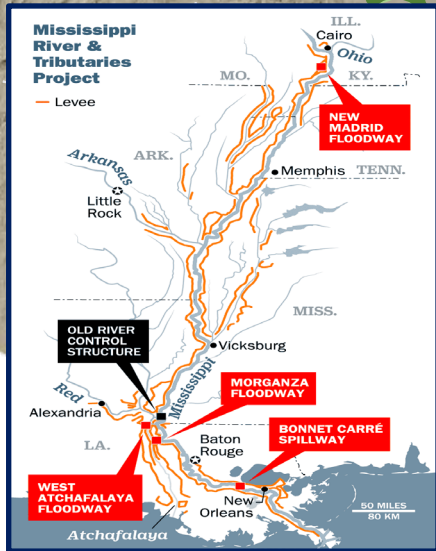 Mississippi
River &
Tributaries
Project
Levee
ILL.
Cairo
Ohio
MO.
KY.
NEW
MADRID
FLOODWAY
Arkansas
ARK.
Memphis
TENN.
Little
Rock
MISS.
OLD RIVER
CONTROL
STRUCTURE
Vicksburg
Mississippi
MORGANZA
FLOODWAY
Red
Alexandria
BONNET CARRÉ
SPILLWAY
LA.
Baton
Rouge
WEST
ATCHAFALAYA
FLOODWAY
New
Orleans
50 MILES
80 KM
Atchafalaya